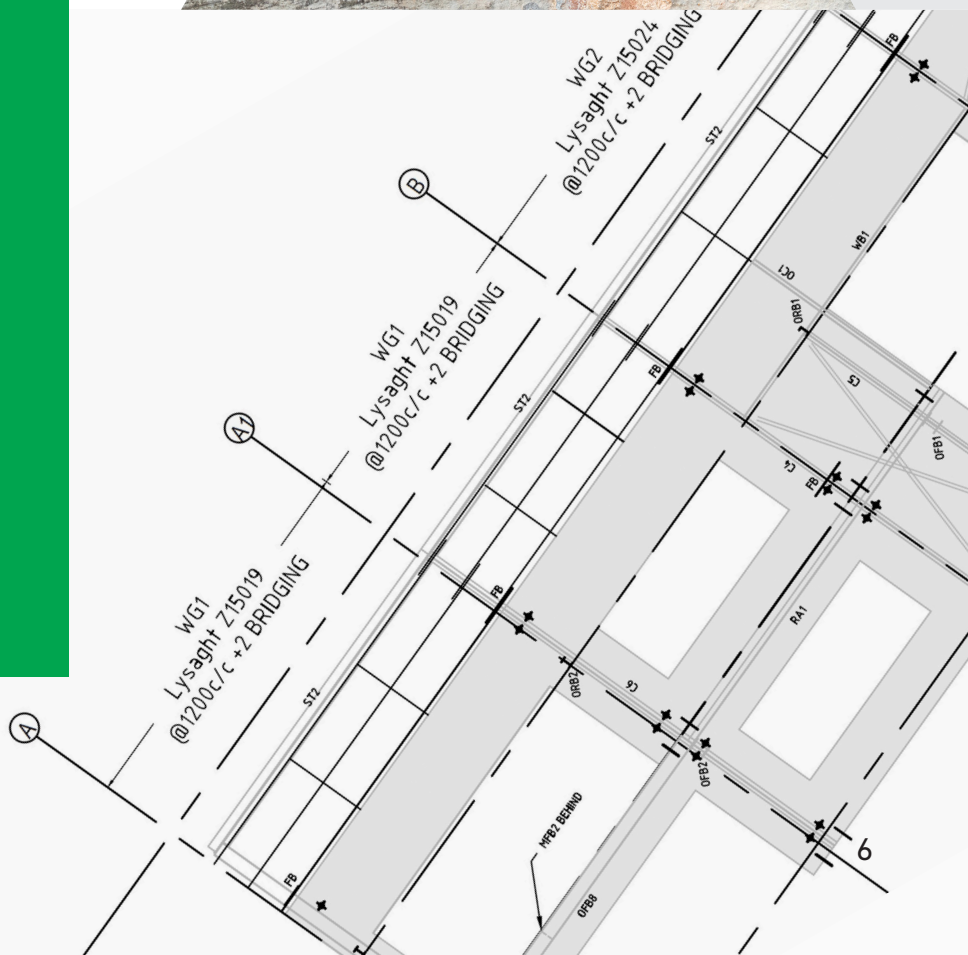 WG2
Lysaght Z15024
@1200c/c +2 BRIDGING
FB
ST2
B
WB1
OC1
ORB1
WG1
Lysaght Z15019
@1200c/c +2 BRIDGING
FB
C5
ST2
A1
OFB1
C4
FB
WG1
Lysaght Z15019
@1200c/c +2 BRIDGING
FB
RA1
ST2
C6
ORB2
A
OFB2
MFB2 BEHIND
6
FB
OFB8